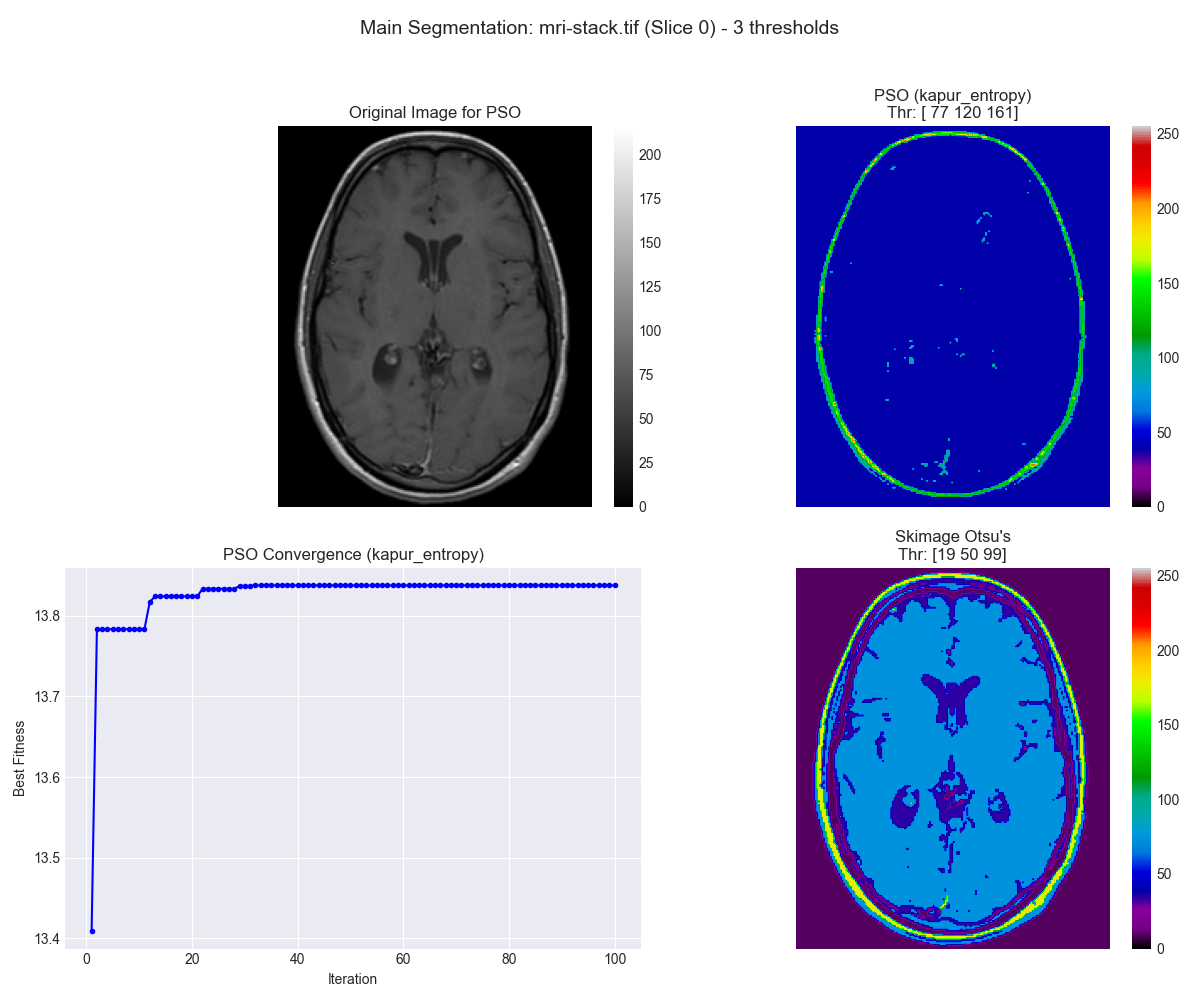 Main Segmentation: mri-stack.tif (Slice 0) - 3 thresholds
Original Image for PSO
200
175
150
125
100
75
50
25
0
PSO (kapur_entropy)
Thr: [ 77 120 161]
250
200
150
100
50
0
PSO Convergence (kapur_entropy)
Best Fitness
13.8
13.7
13.6
13.5
13.4
0 20 40 60 80 100
Iteration
Skimage Otsu's
Thr: [19 50 99]
250
200
150
100
50
0